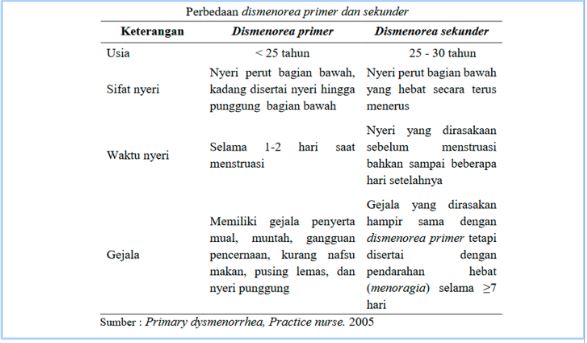 Perbedaan dismenorea primer dan sekunder
Keterangan Dismenorea primer Dismenorea sekunder
Usia < 25 tahun 25 - 30 tahun
Sifat nyeri
Nyeri perut bagian bawah,
kadang disertai nyeri hingga
punggung bagian bawah
Nyeri perut bagian bawah
yang hebat secara terus
menerus
Waktu nyeri
Selama 1-2 hari saat
menstruasi
Nyeri yang dirasakaan
sebelum menstruasi
bahkan sampai beberapa
hari setelahnya
Gejala
Memiliki gejala penyerta
mual, muntah, gangguan
pencernaan, kurang nafsu
makan, pusing lemas, dan
nyeri punggung
Gejala yang dirasakan
hampir sama dengan
dismenorea primer tetapi
disertai dengan
pendarahan hebat
(menoragia) selama ≥7
hari
Sumber : Primary dysmenorrhea, Practice nurse. 2005